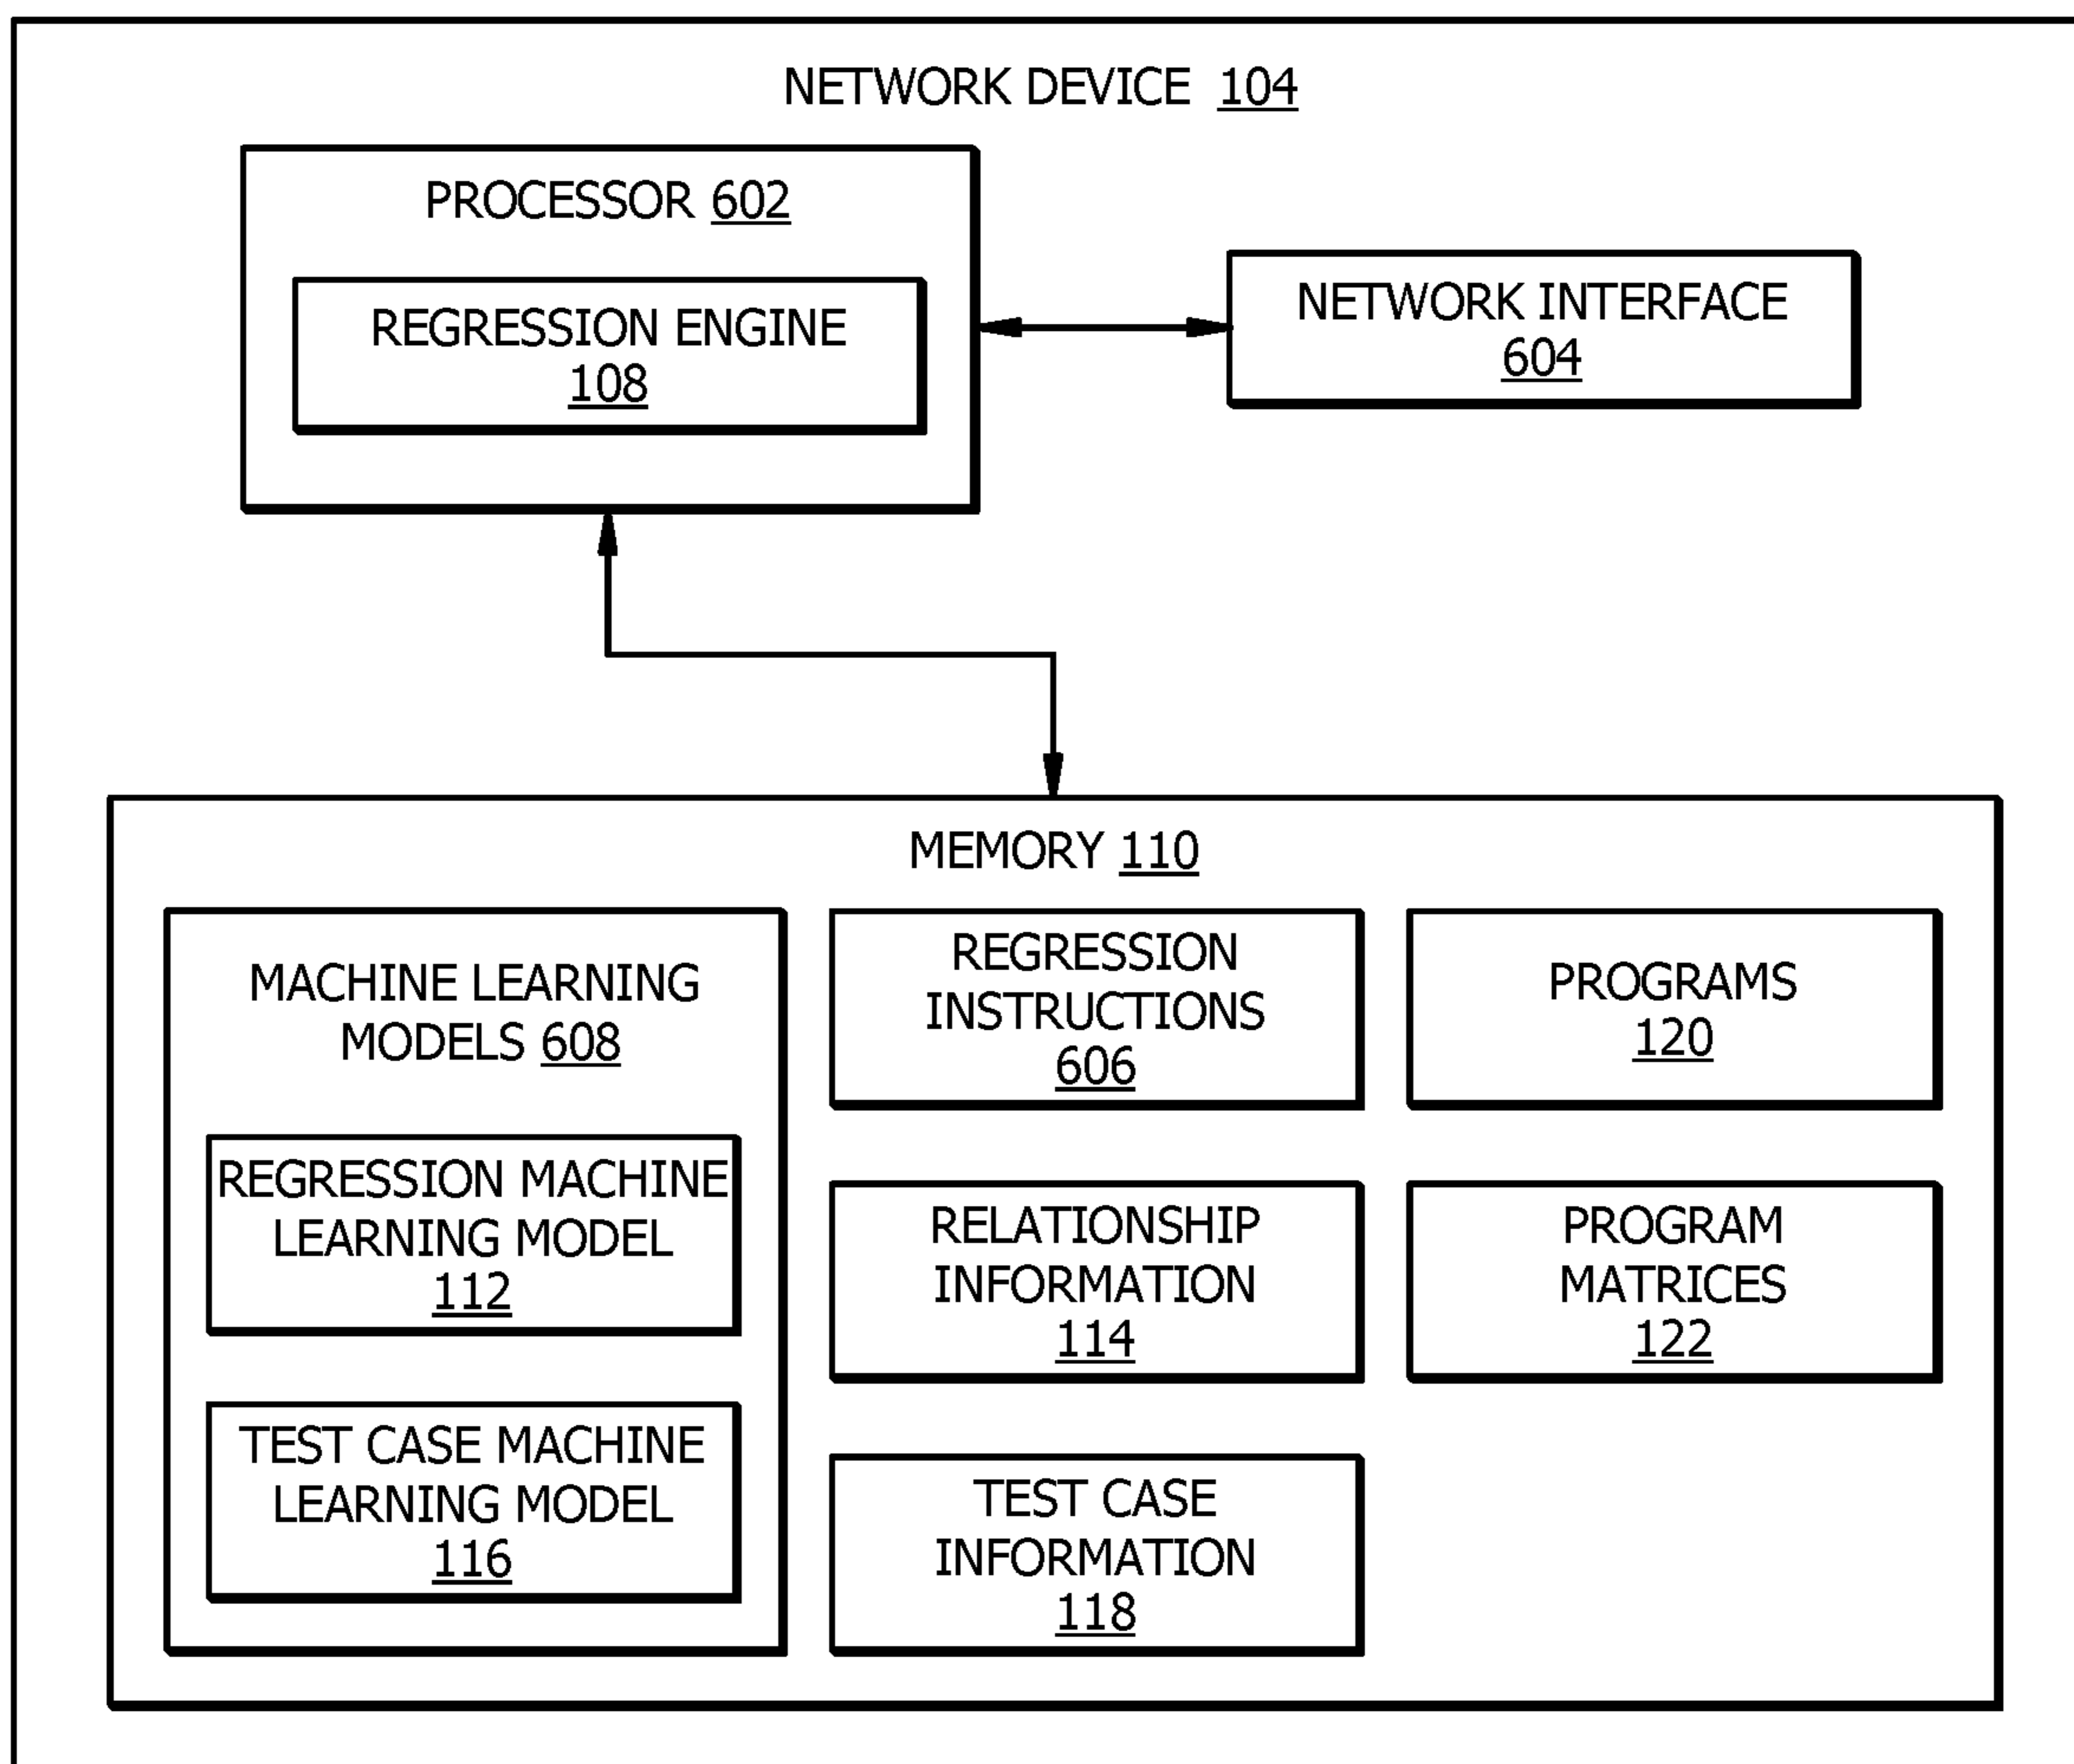 NETWORK DEVICE 104
PROCESSOR 602
REGRESSION ENGINE
108
NETWORK INTERFACE
604
MEMORY 110
MACHINE LEARNING
MODELS 608
REGRESSION MACHINE
LEARNING MODEL
112
TEST CASE MACHINE
LEARNING MODEL
116
REGRESSION
INSTRUCTIONS
606
RELATIONSHIP
INFORMATION
114
TEST CASE
INFORMATION
118
PROGRAMS
120
PROGRAM
MATRICES
122